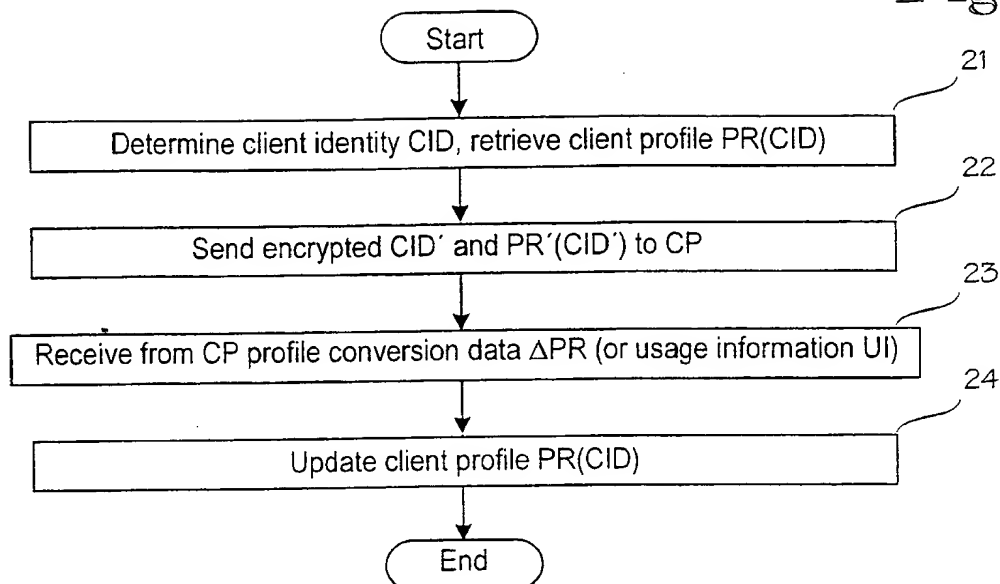 Start
21
Determine client identity CID, retrieve client profile PR(CID)
22
Send encrypted CID´ and PR´(CID´) to CP
23
Receive from CP profile conversion data ΔPR (or usage information UI)
24
Update client profile PR(CID)
End